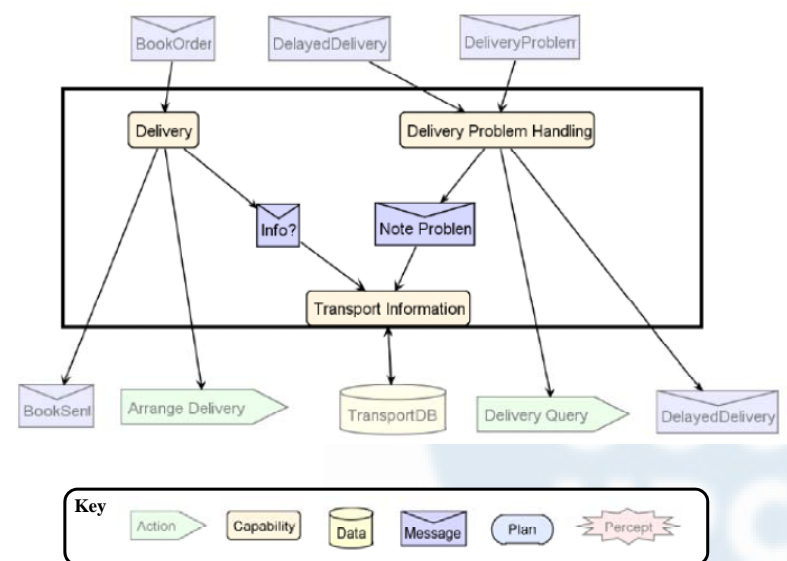 BookOrder
DelayedDelivery
DeliveryProblem
Delivery
Delivery Problem Handling
Info?
Note Problen
Transport Information
BookSent
Arrange Delivery
TransportDB
Delivery Query
DelayedDelivery
Key
Action
Capability
Data
Message
Plan
Percept